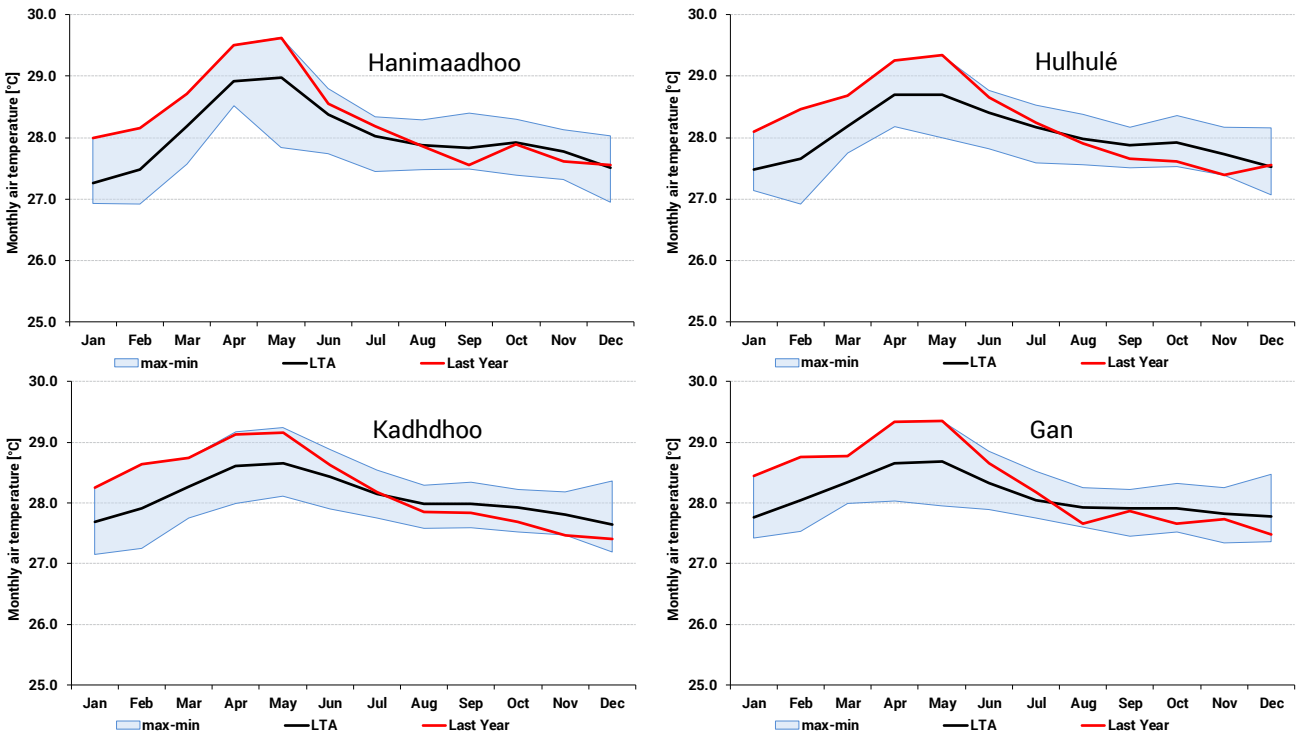 Hanimaadhoo
Monthly air temperature [°C]
30.0
29.0
28.0
27.0
26.0
25.0
Jan Feb Mar Apr May Jun Jul Aug Sep Oct Nov Dec
max-min LTA Last Year
Hulhulé
Monthly air temperature [°C]
30.0
29.0
28.0
27.0
26.0
25.0
Jan Feb Mar Apr May Jun Jul Aug Sep Oct Nov Dec
max-min LTA Last Year
Kadhdhoo
Monthly air temperature [°C]
30.0
29.0
28.0
27.0
26.0
25.0
Jan Feb Mar Apr May Jun Jul Aug Sep Oct Nov Dec
max-min LTA Last Year
Gan
Monthly air temperature [°C]
30.0
29.0
28.0
27.0
26.0
25.0
Jan Feb Mar Apr May Jun Jul Aug Sep Oct Nov Dec
max-min LTA Last Year